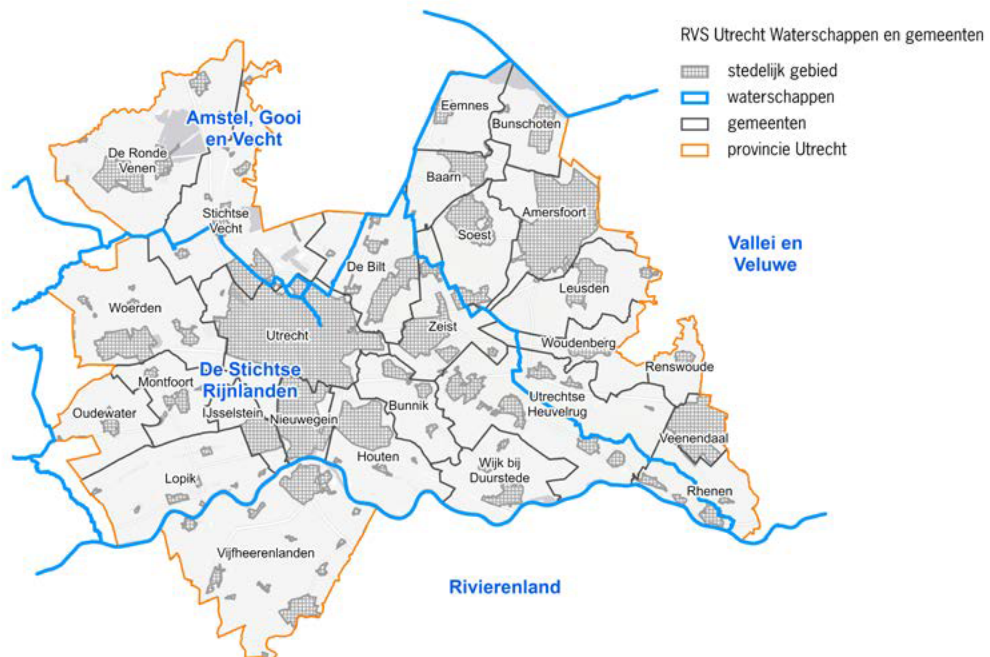 RVS Utrecht Waterschappen en gemeenten
stedelijk gebied
waterschappen
gemeenten
provincie Utrecht
Amstel, Gooi
en Vecht
Eemnes
Bunschoten
De Ronde
Venen
Baarn
Stichtse
Vecht
Soest
Amersfoort
Vallei en
Veluwe
De Bilt
Leusden
Woerden
Utrecht
Zeist
Woudenberg
Renswoude
De Stichtse
Rijnlanden
Montfoort
Oudewater
IJsselstein
Nieuwegein
Bunnik
Utrechtse
Heuvelrug
Veenendaal
Houten
Wijk bij
Duurstede
Lopik
Rhenen
Vijfheerenlanden
Rivierenland